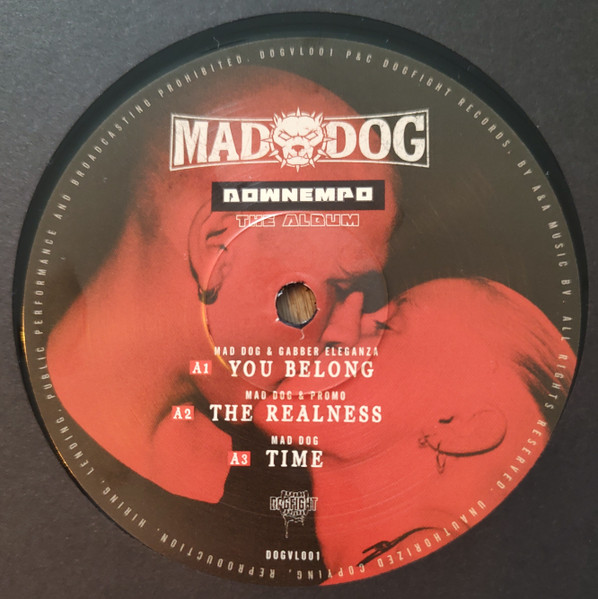 PUBLIC PERFORMANCE AND BROADCASTING PROHIBITED. DOGVL001 P&C DOGFIGHT RECORDS. BY A&A MUSIC BV. ALL RIGHTS RESERVED. UNAUTHORIZED COPYING, REPRODUCTION, HIRING, LENDING.
MAD DOG
DOWNEMPO
THE ALBUM
MAD DOG & GABBER ELEGANZA
A1 YOU BELONG
MAD DOG & PROMO
A2 THE REALNESS
MAD DOG
A3 TIME
DOGFIGHT
DOGVL001